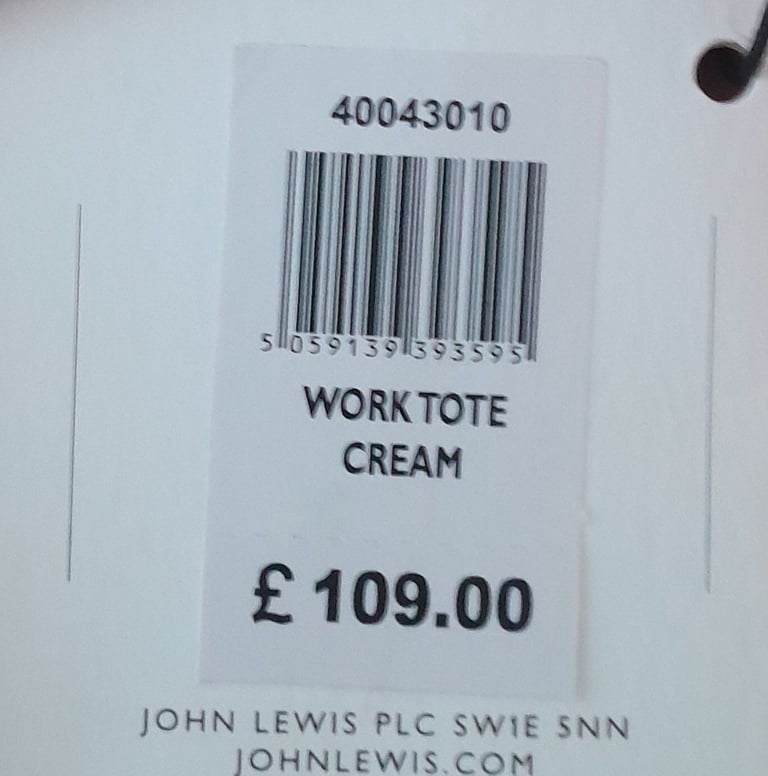 40043010
5 059139 393595
WORK TOTE
CREAM
£ 109.00
JOHN LEWIS PLC SW1E 5NN
JOHNLEWIS.COM